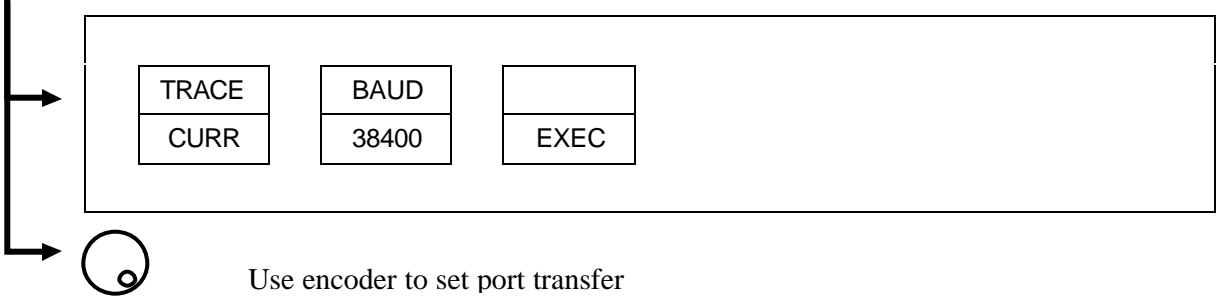 TRACE BAUD
CURR 38400 EXEC
Use encoder to set port transfer